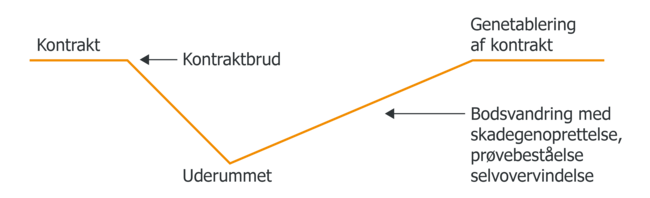 Kontrakt
Kontraktbrud
Uderummet
Genetablering
af kontrakt
Bodsvandring med
skadegenoprettelse,
prøvebeståelse
selvovervindelse